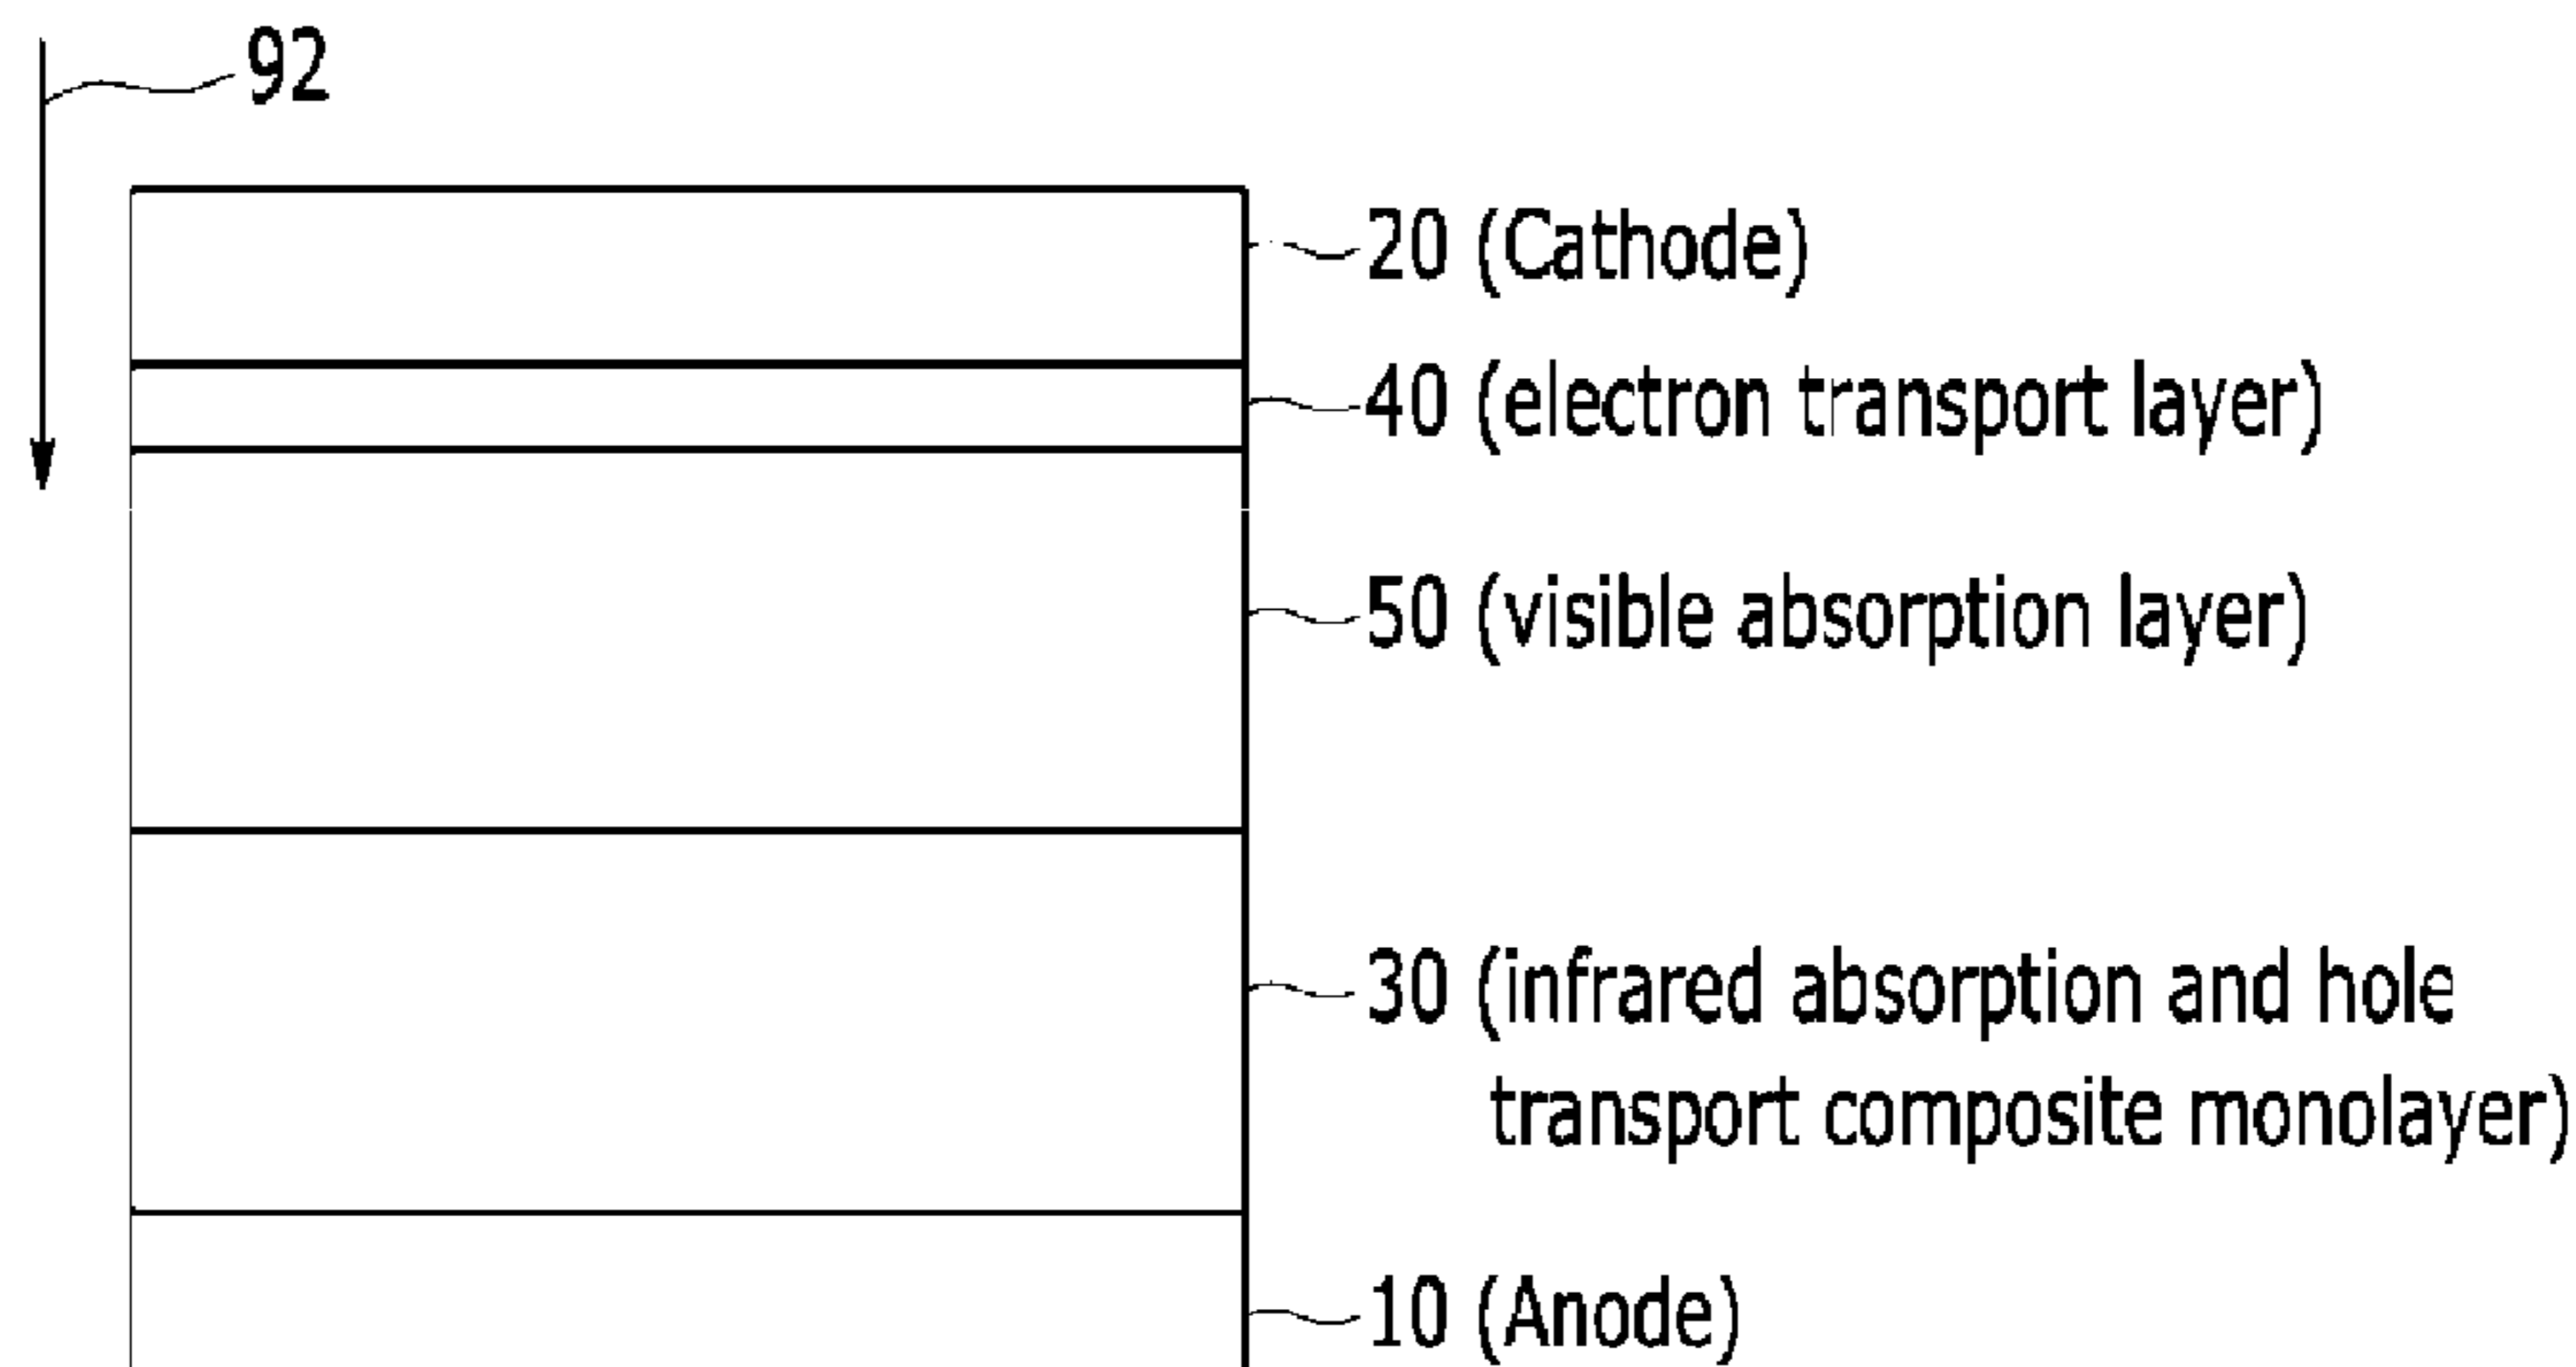 92
20 (Cathode)
40 (electron transport layer)
50 (visible absorption layer)
30 (infrared absorption and hole
transport composite monolayer)
10 (Anode)